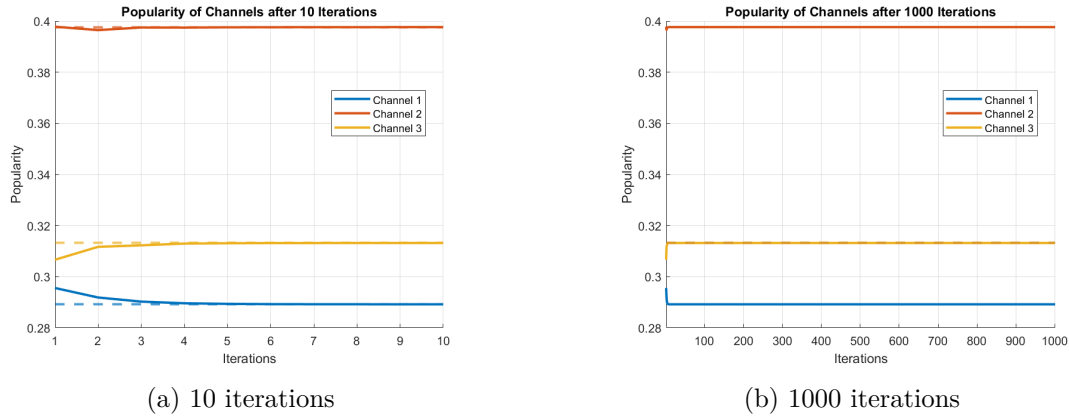 Popularity of Channels after 10 Iterations
0.4
0.38
0.36
0.34
0.32
0.3
0.28
Popularity
Channel 1
Channel 2
Channel 3
1 2 3 4 5 6 7 8 9 10
Iterations
(a) 10 iterations
Popularity of Channels after 1000 Iterations
0.4
0.38
0.36
0.34
0.32
0.3
0.28
Popularity
Channel 1
Channel 2
Channel 3
100 200 300 400 500 600 700 800 900 1000
Iterations
(b) 1000 iterations